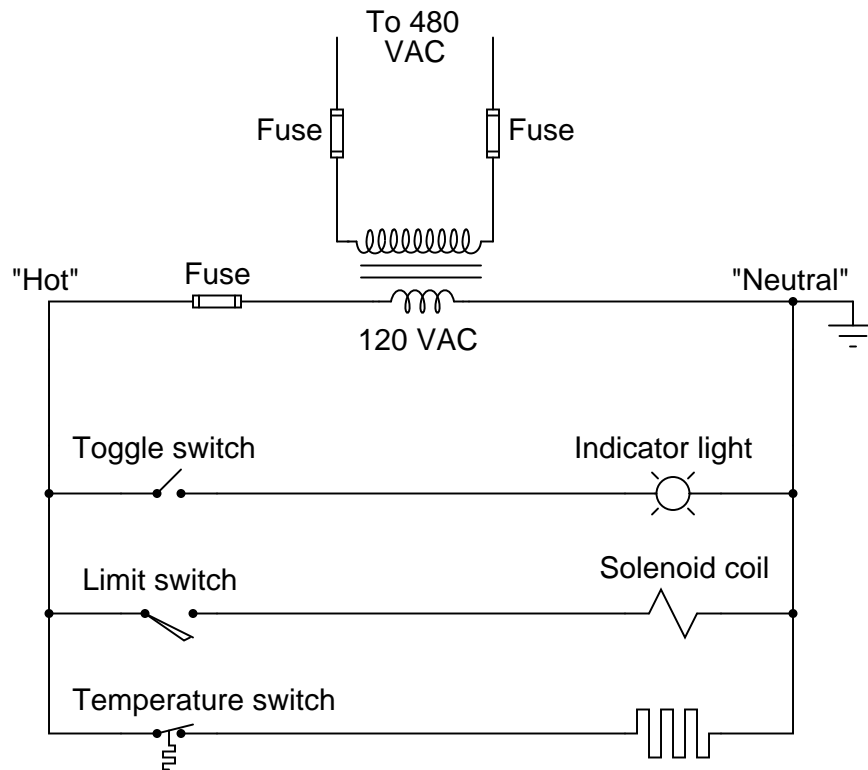 To 480
VAC
Fuse
Fuse
"Hot"
Fuse
"Neutral"
120 VAC
Toggle switch
Indicator light
Limit switch
Solenoid coil
Temperature switch